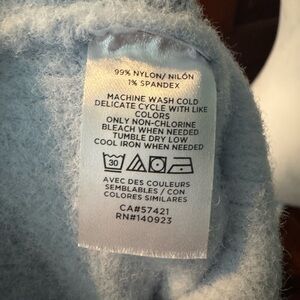 99% NYLON/ NILÓN
1% SPANDEX
MACHINE WASH COLD
DELICATE CYCLE WITH LIKE
COLORS
ONLY NON-CHLORINE
BLEACH WHEN NEEDED
TUMBLE DRY LOW
COOL IRON WHEN NEEDED
30
AVEC DES COULEURS
SEMBLABLES / CON
COLORES SIMILARES
CA#57421
RN#140923